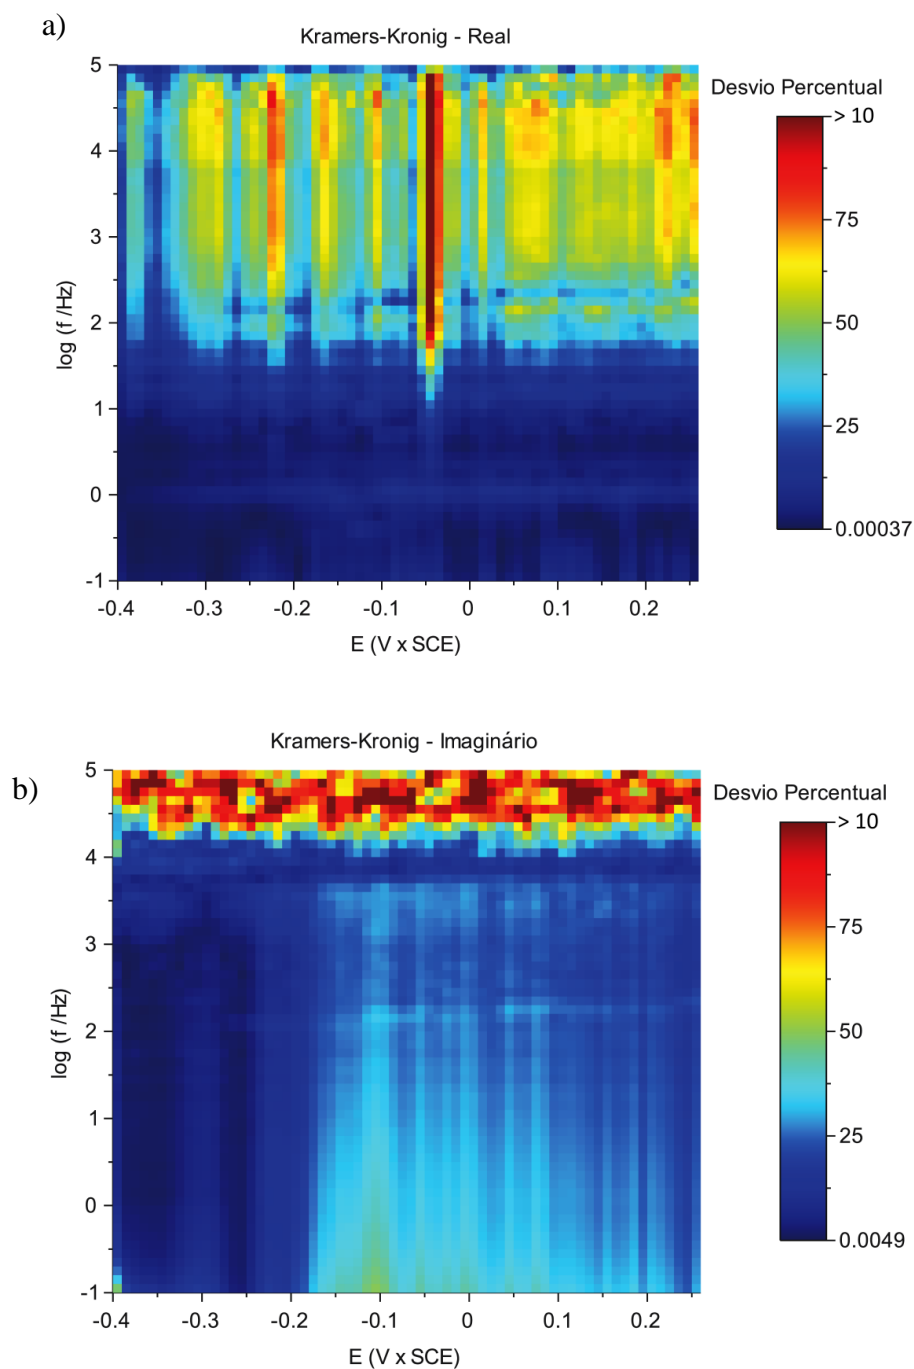 a)
Kramers-Kronig - Real
Desvio Percentual
> 10
75
50
25
0.00037
log (f /Hz)
5
4
3
2
1
0
-1
-0.4 -0.3 -0.2 -0.1 0 0.1 0.2
E (V x SCE)
b)
Kramers-Kronig - Imaginário
Desvio Percentual
> 10
75
50
25
0.0049
log (f /Hz)
5
4
3
2
1
0
-1
-0.4 -0.3 -0.2 -0.1 0 0.1 0.2
E (V x SCE)